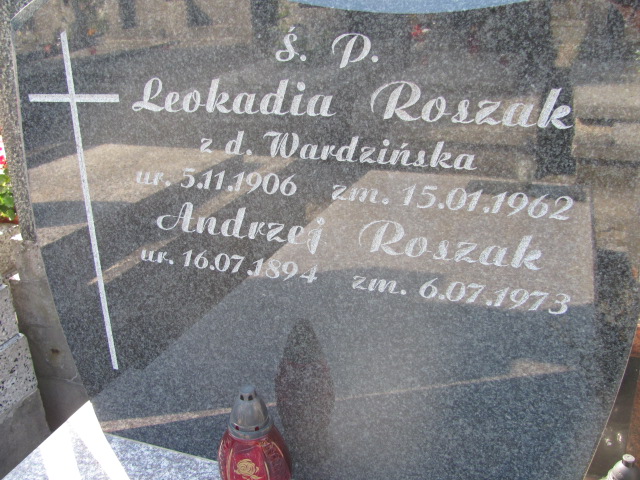 Ś. P.
Leokadia Roszak
z d. Wardzińska
ur. 5.11.1906 zm. 15.01.1962
Andrzej Roszak
ur. 16.07.1894 zm. 6.07.1973